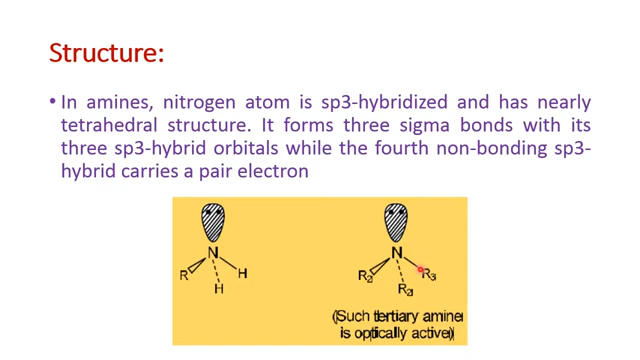 Structure:
• In amines, nitrogen atom is sp3-hybridized and has nearly
tetrahedral structure. It forms three sigma bonds with its
three sp3-hybrid orbitals while the fourth non-bonding sp3-
hybrid carries a pair electron
N
N
R
H
H
R2
R3
R2
(Such tertiary amine
is optically active)